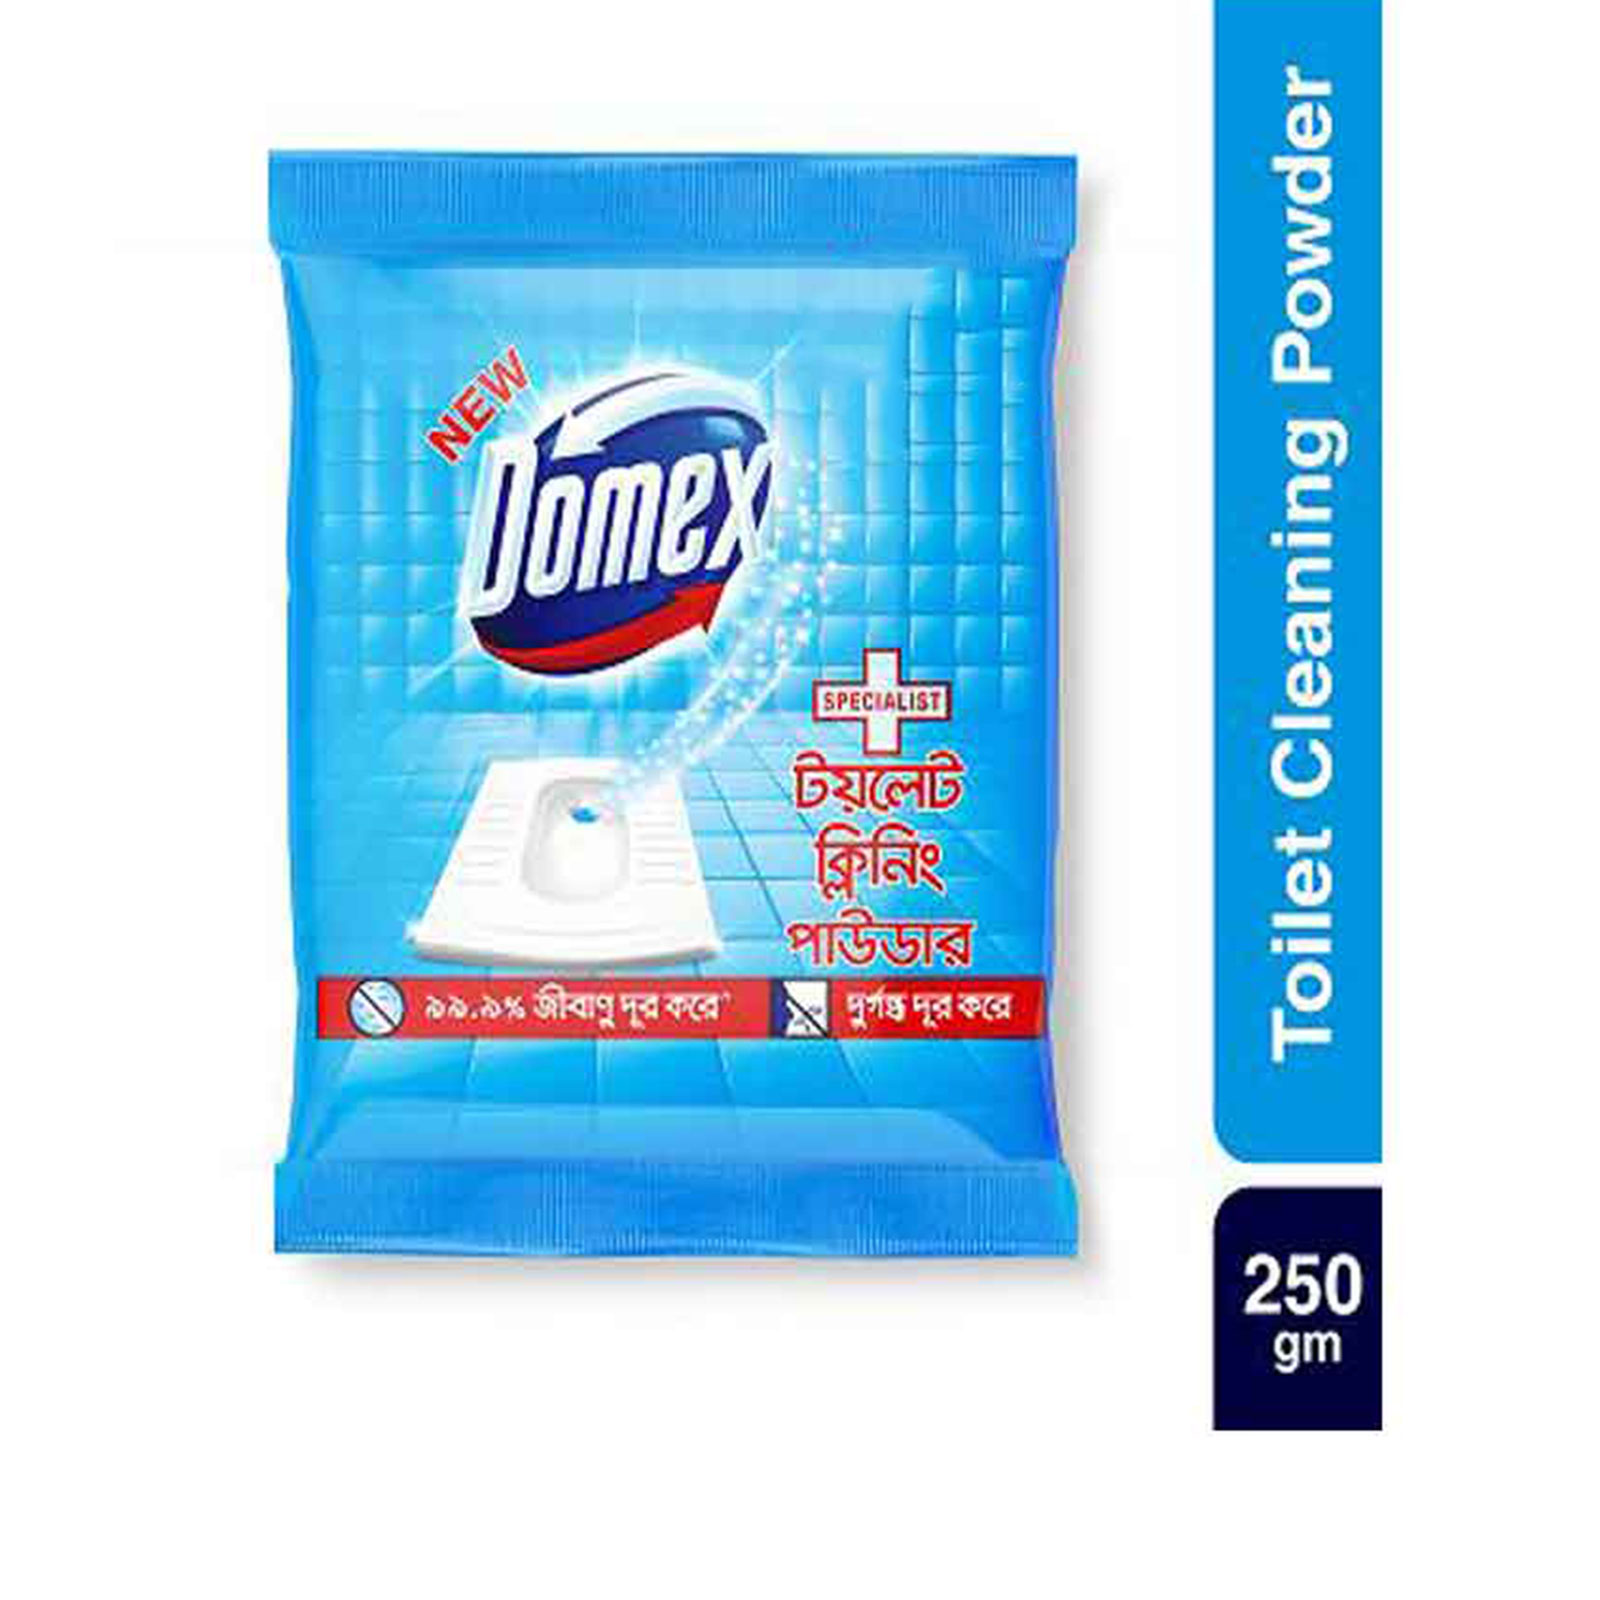 NEW
Domex
SPECIALIST
টয়লেট
ক্লিনিং
পাউডার
৯৯.৯% জীবাণু দূর করে^
দুর্গন্ধ দূর করে
Toilet Cleaning Powder
250
gm